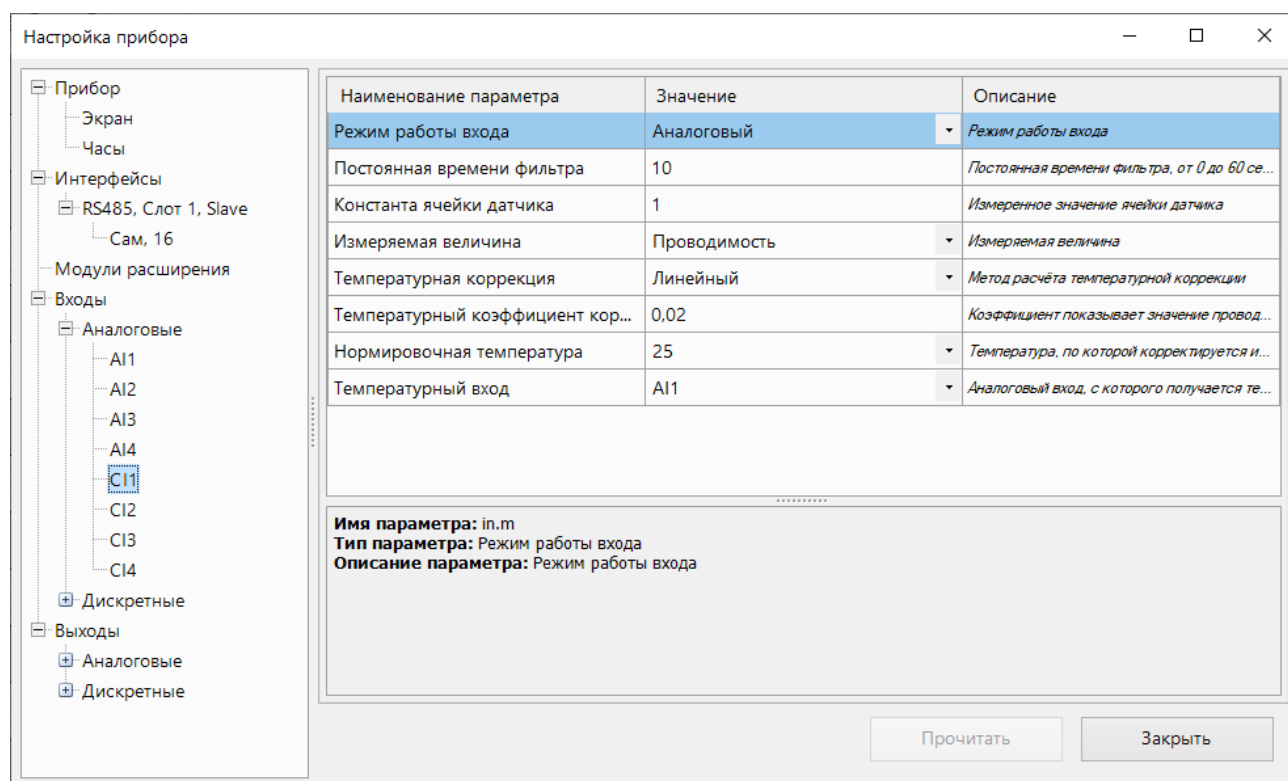 Настройка прибора
Прибор
Экран
Часы
Интерфейсы
RS485, Слот 1, Slave
Сам, 16
Модули расширения
Входы
Аналоговые
AI1
AI2
AI3
AI4
CI1
CI2
CI3
CI4
Дискретные
Выходы
Аналоговые
Дискретные
Наименование параметра Значение Описание
Режим работы входа Аналоговый Режим работы входа
Постоянная времени фильтра 10 Постоянная времени фильтра, от 0 до 60 се...
Константа ячейки датчика 1 Измеренное значение ячейки датчика
Измеряемая величина Проводимость Измеряемая величина
Температурная коррекция Линейный Метод расчёта температурной коррекции
Температурный коэффициент кор... 0,02 Коэффициент показывает значение провод...
Нормировочная температура 25 Температура, по которой корректируется и...
Температурный вход AI1 Аналоговый вход, с которого получается те...
Имя параметра: in.m
Тип параметра: Режим работы входа
Описание параметра: Режим работы входа
Прочитать Закрыть